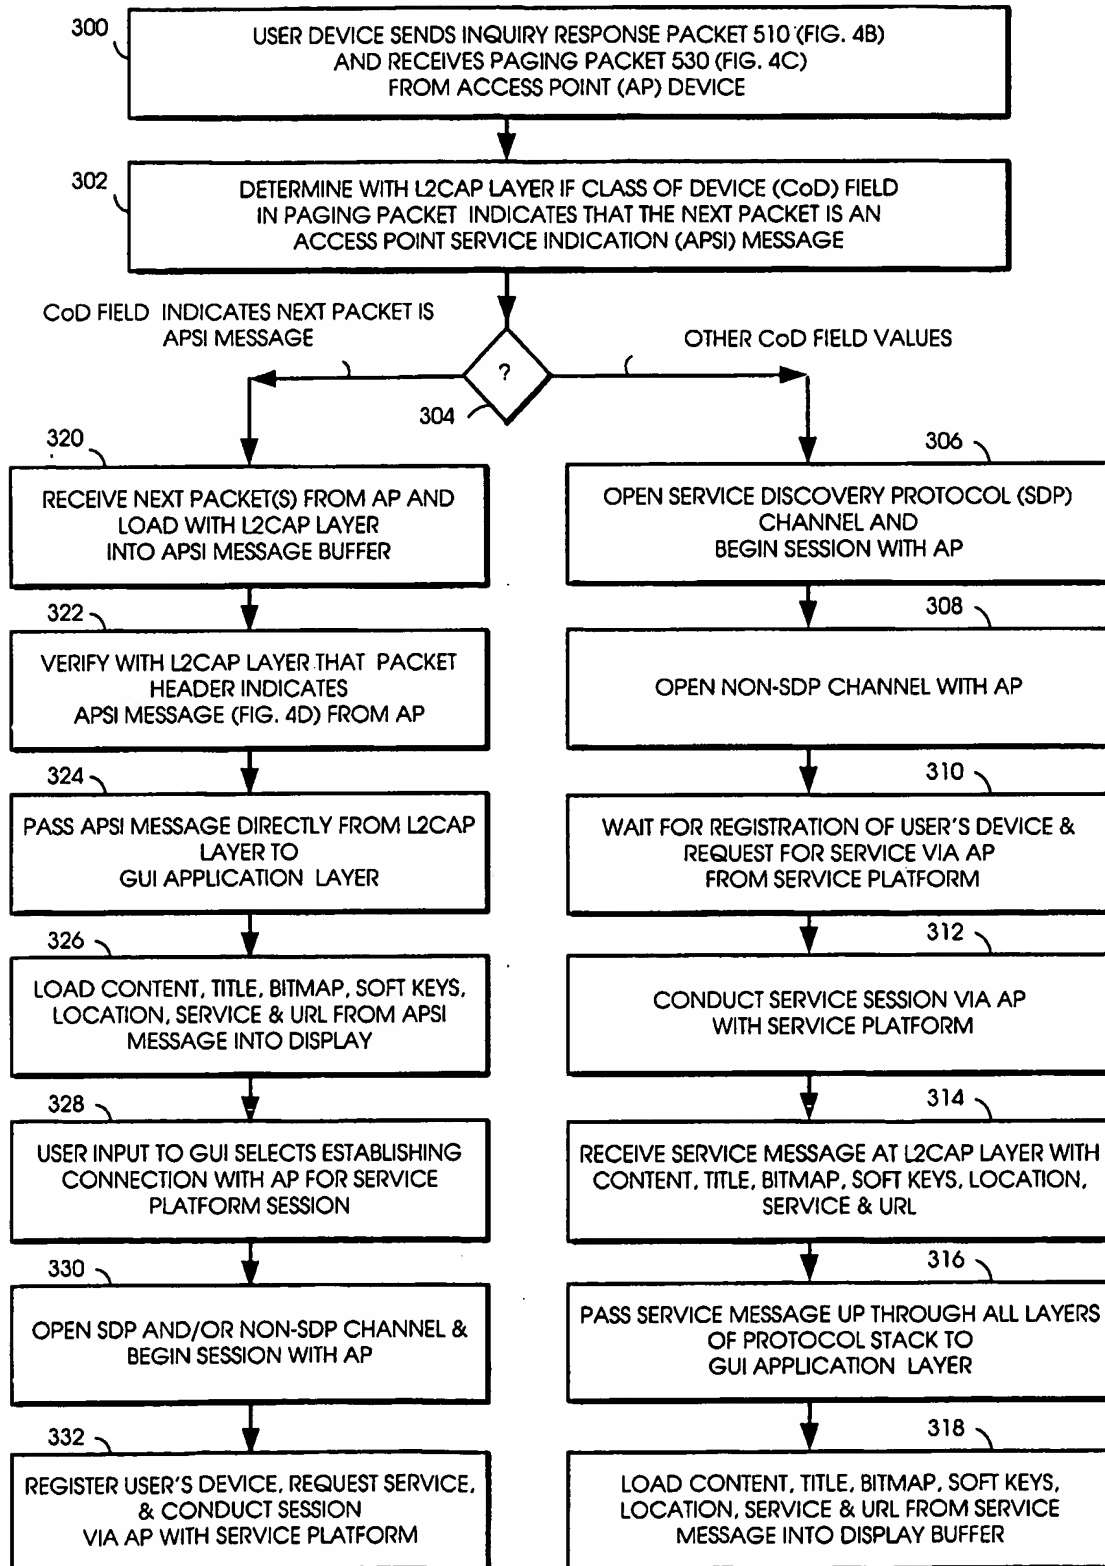 300
USER DEVICE SENDS INQUIRY RESPONSE PACKET 510 (FIG. 4B)
AND RECEIVES PAGING PACKET 530 (FIG. 4C)
FROM ACCESS POINT (AP) DEVICE
302
DETERMINE WITH L2CAP LAYER IF CLASS OF DEVICE (CoD) FIELD
IN PAGING PACKET INDICATES THAT THE NEXT PACKET IS AN
ACCESS POINT SERVICE INDICATION (APSI) MESSAGE
CoD FIELD INDICATES NEXT PACKET IS
APSI MESSAGE
OTHER CoD FIELD VALUES
?
304
320
RECEIVE NEXT PACKET(S) FROM AP AND
LOAD WITH L2CAP LAYER
INTO APSI MESSAGE BUFFER
322
VERIFY WITH L2CAP LAYER THAT PACKET
HEADER INDICATES
APSI MESSAGE (FIG. 4D) FROM AP
324
PASS APSI MESSAGE DIRECTLY FROM L2CAP
LAYER TO
GUI APPLICATION LAYER
326
LOAD CONTENT, TITLE, BITMAP, SOFT KEYS,
LOCATION, SERVICE & URL FROM APSI
MESSAGE INTO DISPLAY
328
USER INPUT TO GUI SELECTS ESTABLISHING
CONNECTION WITH AP FOR SERVICE
PLATFORM SESSION
330
OPEN SDP AND/OR NON-SDP CHANNEL &
BEGIN SESSION WITH AP
332
REGISTER USER'S DEVICE, REQUEST SERVICE,
& CONDUCT SESSION
VIA AP WITH SERVICE PLATFORM
306
OPEN SERVICE DISCOVERY PROTOCOL (SDP)
CHANNEL AND
BEGIN SESSION WITH AP
308
OPEN NON-SDP CHANNEL WITH AP
310
WAIT FOR REGISTRATION OF USER'S DEVICE &
REQUEST FOR SERVICE VIA AP
FROM SERVICE PLATFORM
312
CONDUCT SERVICE SESSION VIA AP
WITH SERVICE PLATFORM
314
RECEIVE SERVICE MESSAGE AT L2CAP LAYER WITH
CONTENT, TITLE, BITMAP, SOFT KEYS, LOCATION,
SERVICE & URL
316
PASS SERVICE MESSAGE UP THROUGH ALL LAYERS
OF PROTOCOL STACK TO
GUI APPLICATION LAYER
318
LOAD CONTENT, TITLE, BITMAP, SOFT KEYS,
LOCATION, SERVICE & URL FROM SERVICE
MESSAGE INTO DISPLAY BUFFER